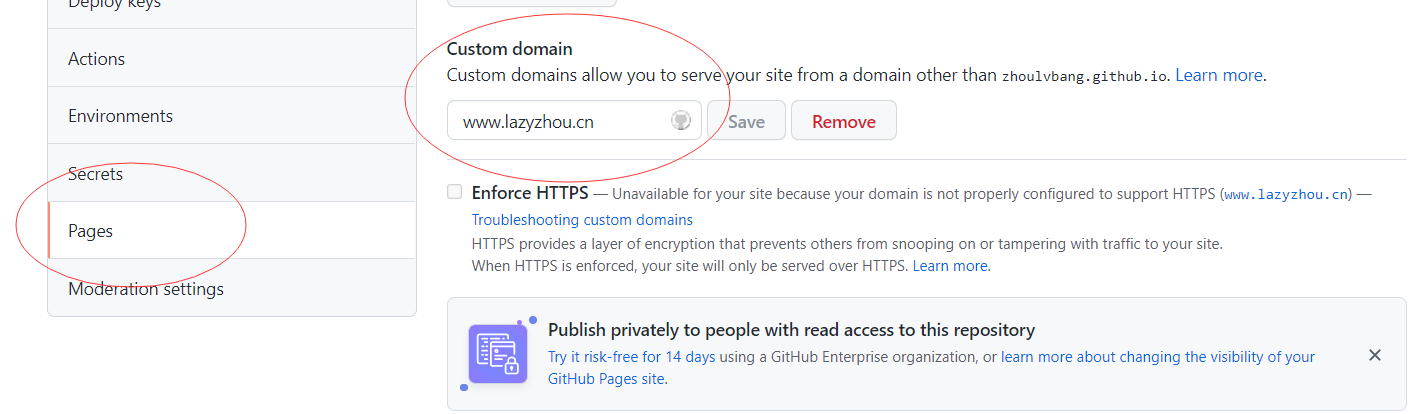 Deploy keys
Actions
Environments
Secrets
Pages
Moderation settings
Custom domain
Custom domains allow you to serve your site from a domain other than zhoulvbang.github.io. Learn more.
www.lazyzhou.cn
Save
Remove
Enforce HTTPS — Unavailable for your site because your domain is not properly configured to support HTTPS (www.lazyzhou.cn) —
Troubleshooting custom domains
HTTPS provides a layer of encryption that prevents others from snooping on or tampering with traffic to your site.
When HTTPS is enforced, your site will only be served over HTTPS. Learn more.
Publish privately to people with read access to this repository
Try it risk-free for 14 days using a GitHub Enterprise organization, or learn more about changing the visibility of your
GitHub Pages site.